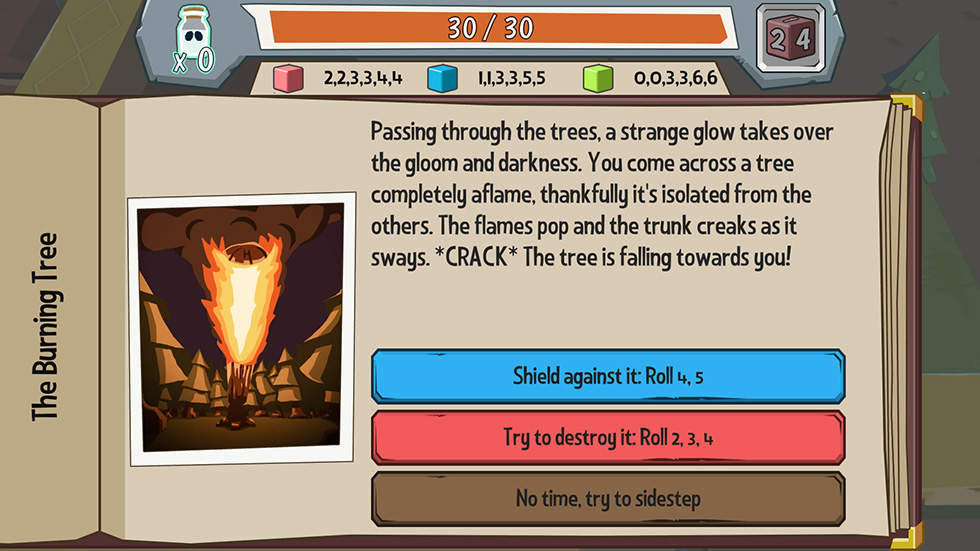 30 / 30
x 0
2 4
2,2,3,3,4,4
1,1,3,3,5,5
0,0,3,3,6,6
The Burning Tree
Passing through the trees, a strange glow takes over
the gloom and darkness. You come across a tree
completely aflame, thankfully it's isolated from the
others. The flames pop and the trunk creaks as it
sways. *CRACK* The tree is falling towards you!
Shield against it: Roll 4, 5
Try to destroy it: Roll 2, 3, 4
No time, try to sidestep